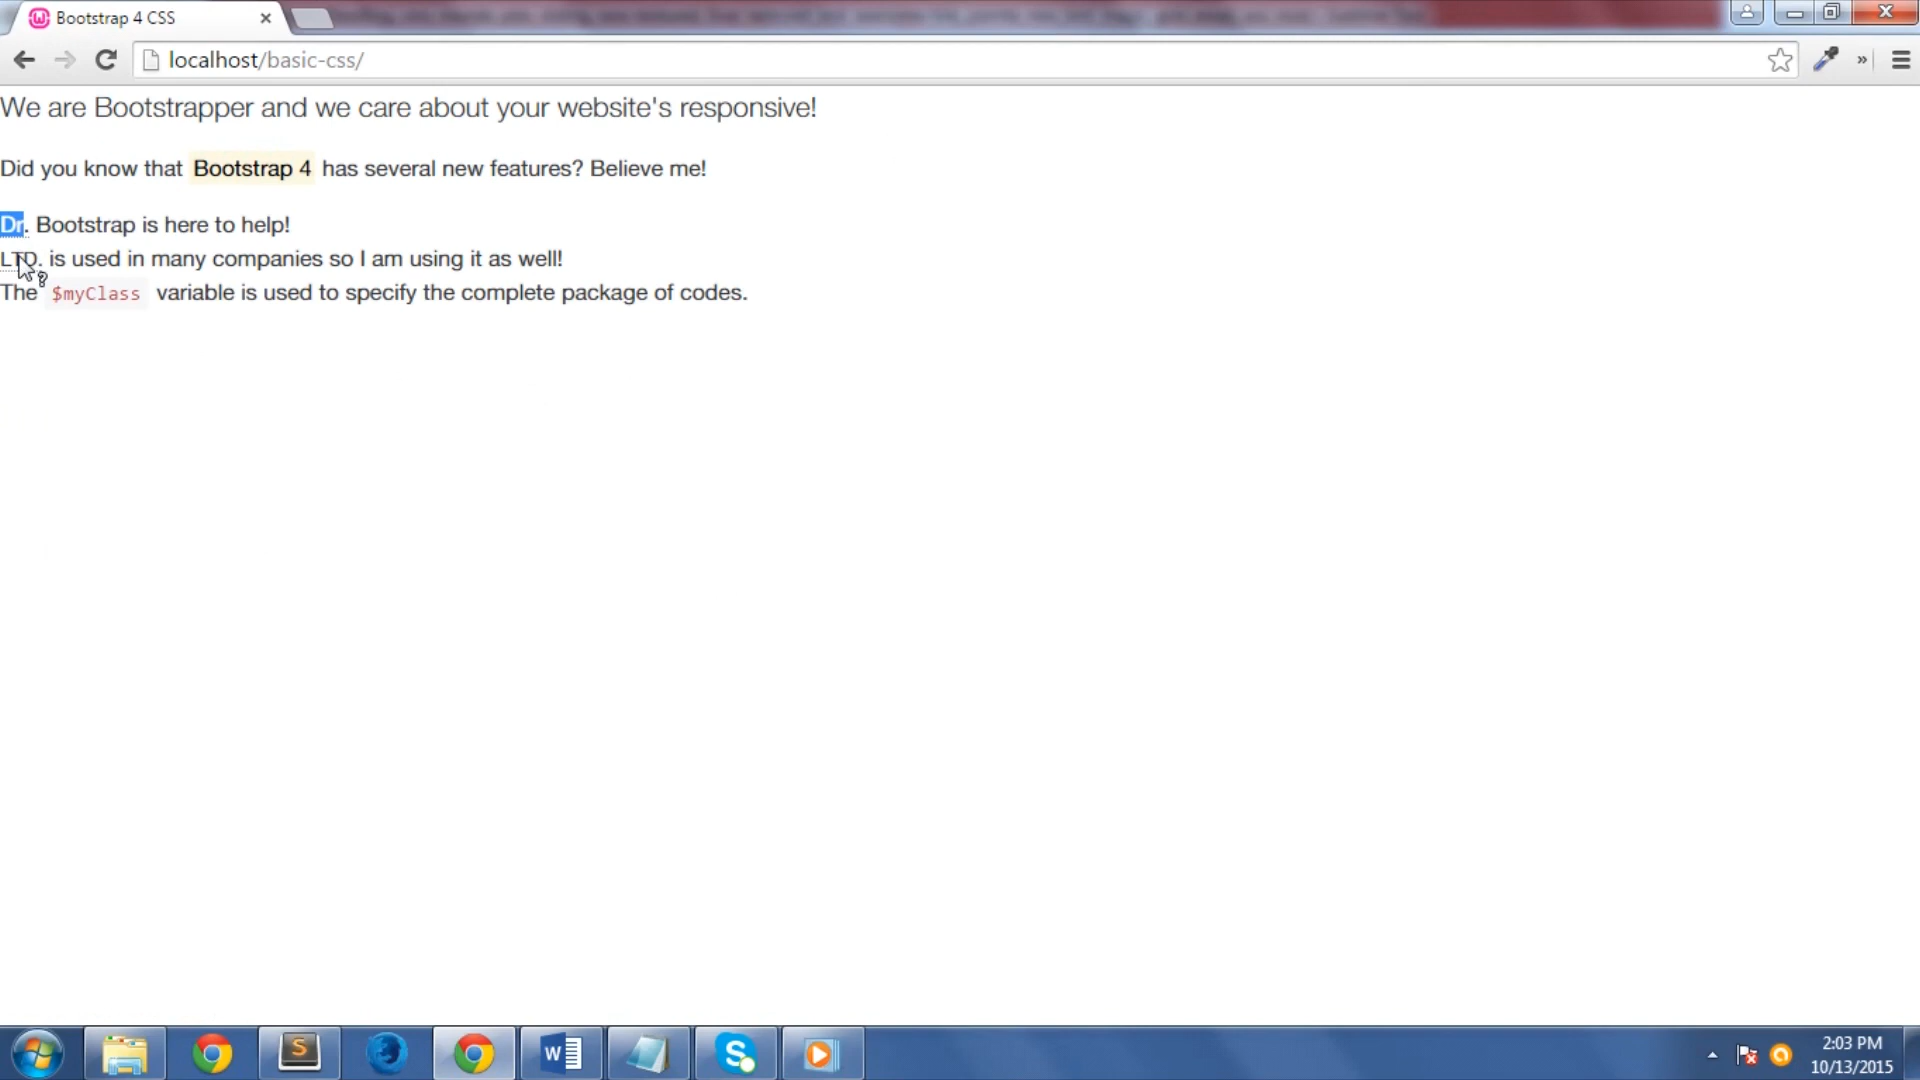 Bootstrap 4 CSS
localhost/basic-css/
We are Bootstrapper and we care about your website's responsive!
Did you know that Bootstrap 4 has several new features? Believe me!
Dr. Bootstrap is here to help!
LTD. is used in many companies so I am using it as well!
The $myClass variable is used to specify the complete package of codes.
2:03 PM
10/13/2015